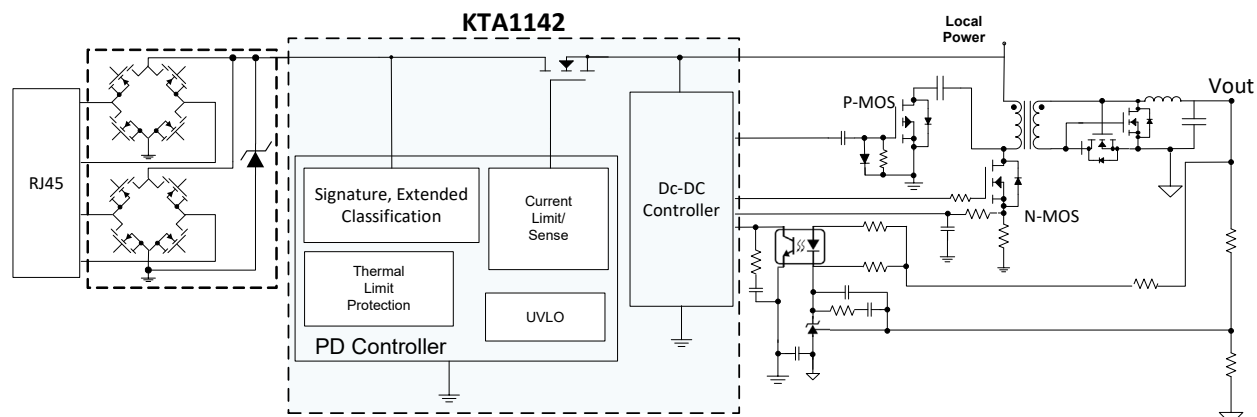 KTA1142
Local
Power
Vout
P-MOS
RJ45
Signature, Extended
Classification
Current
Limit/
Sense
Dc-DC
Controller
N-MOS
Thermal
Limit
Protection
UVLO
PD Controller